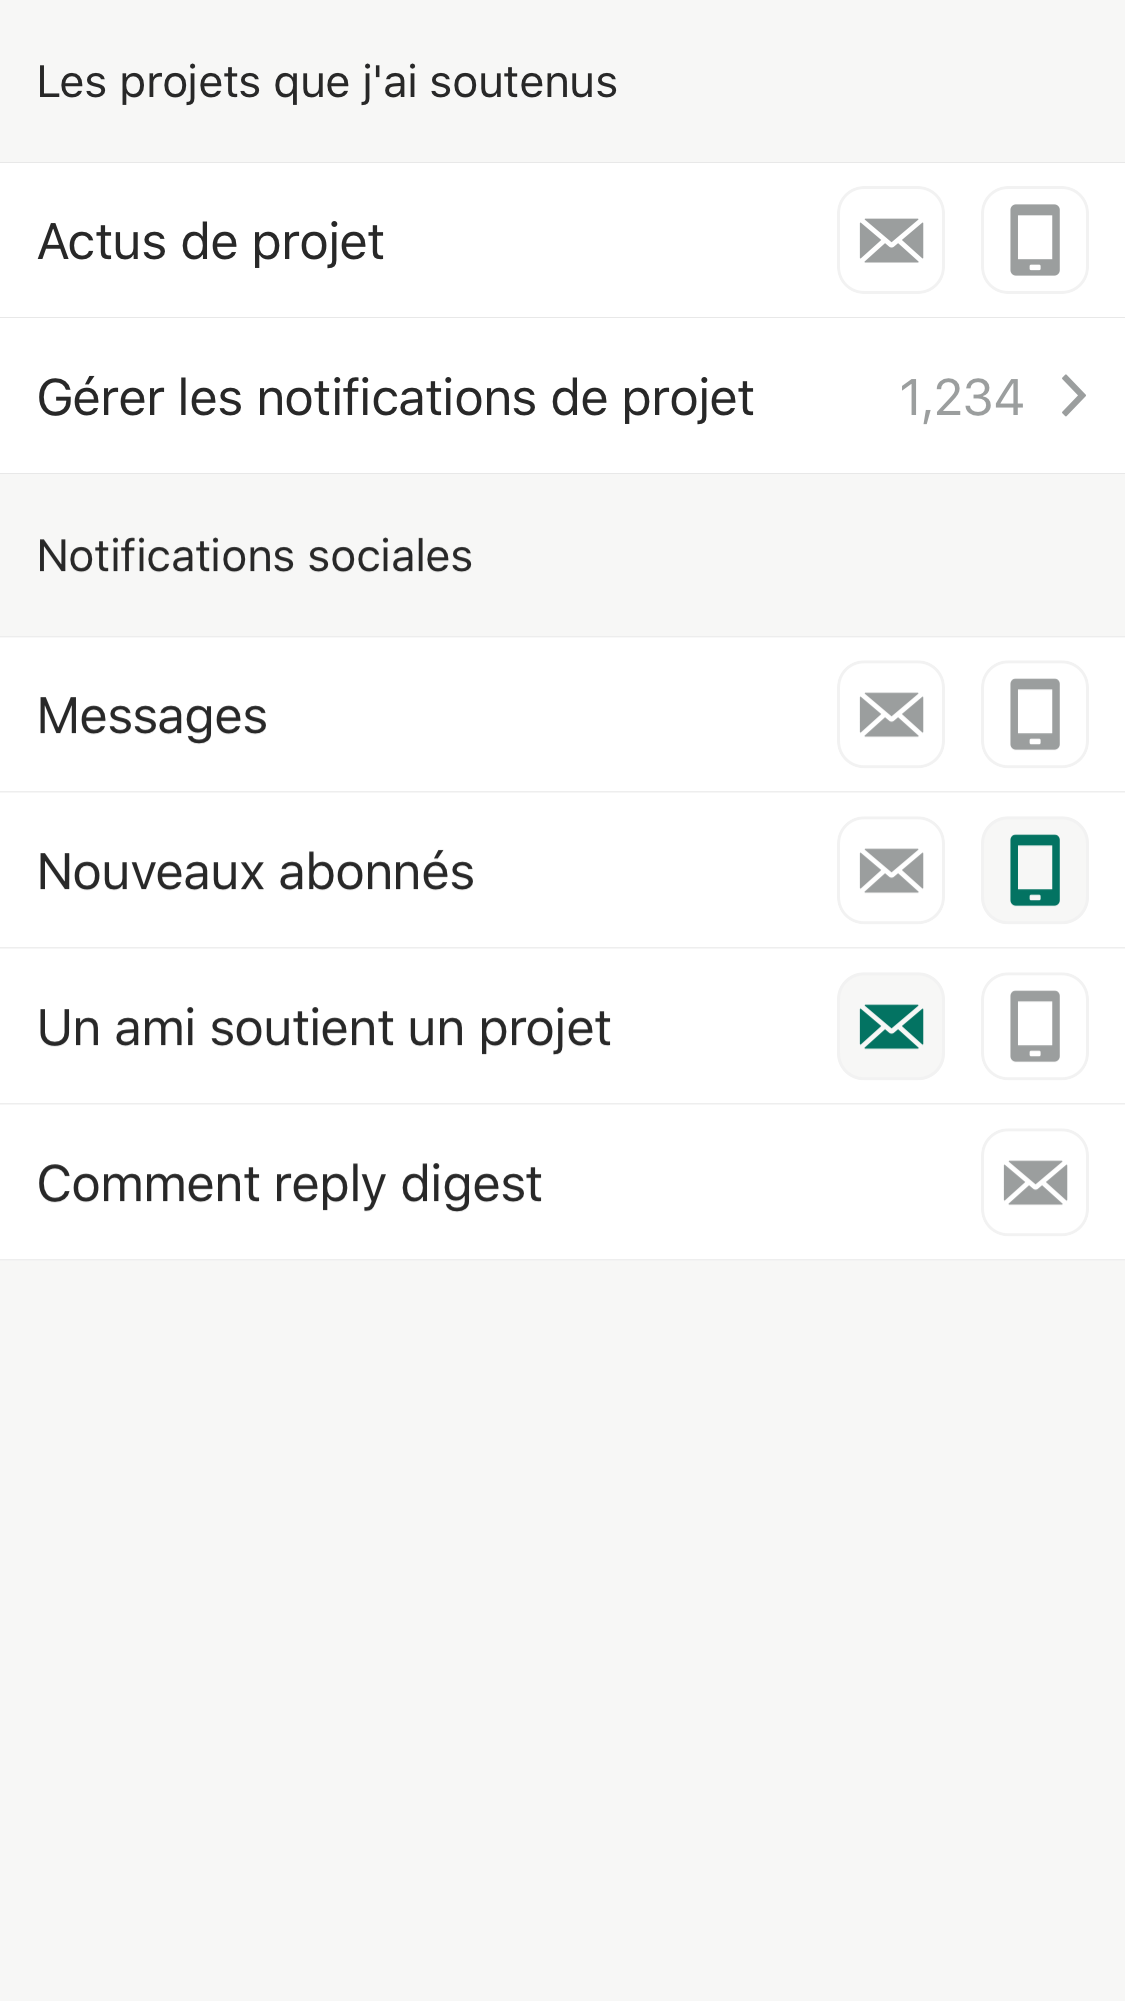 Les projets que j'ai soutenus
Actus de projet
Gérer les notifications de projet 1,234
Notifications sociales
Messages
Nouveaux abonnés
Un ami soutient un projet
Comment reply digest